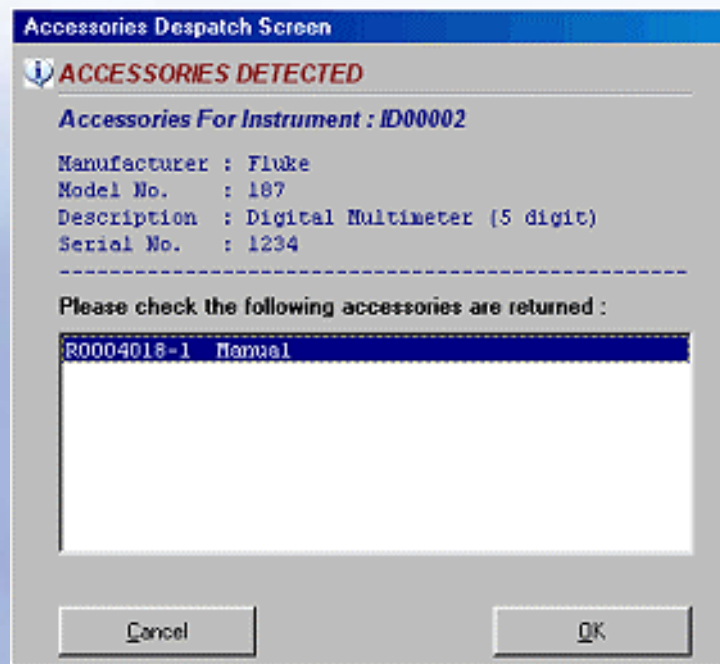 Accessories Despatch Screen
ACCESSORIES DETECTED
Accessories For Instrument : ID00002
Manufacturer : Fluke
Model No. : 187
Description : Digital Multimeter (5 digit)
Serial No. : 1234
Please check the following accessories are returned :
R0004018-1 Manual
Cancel OK